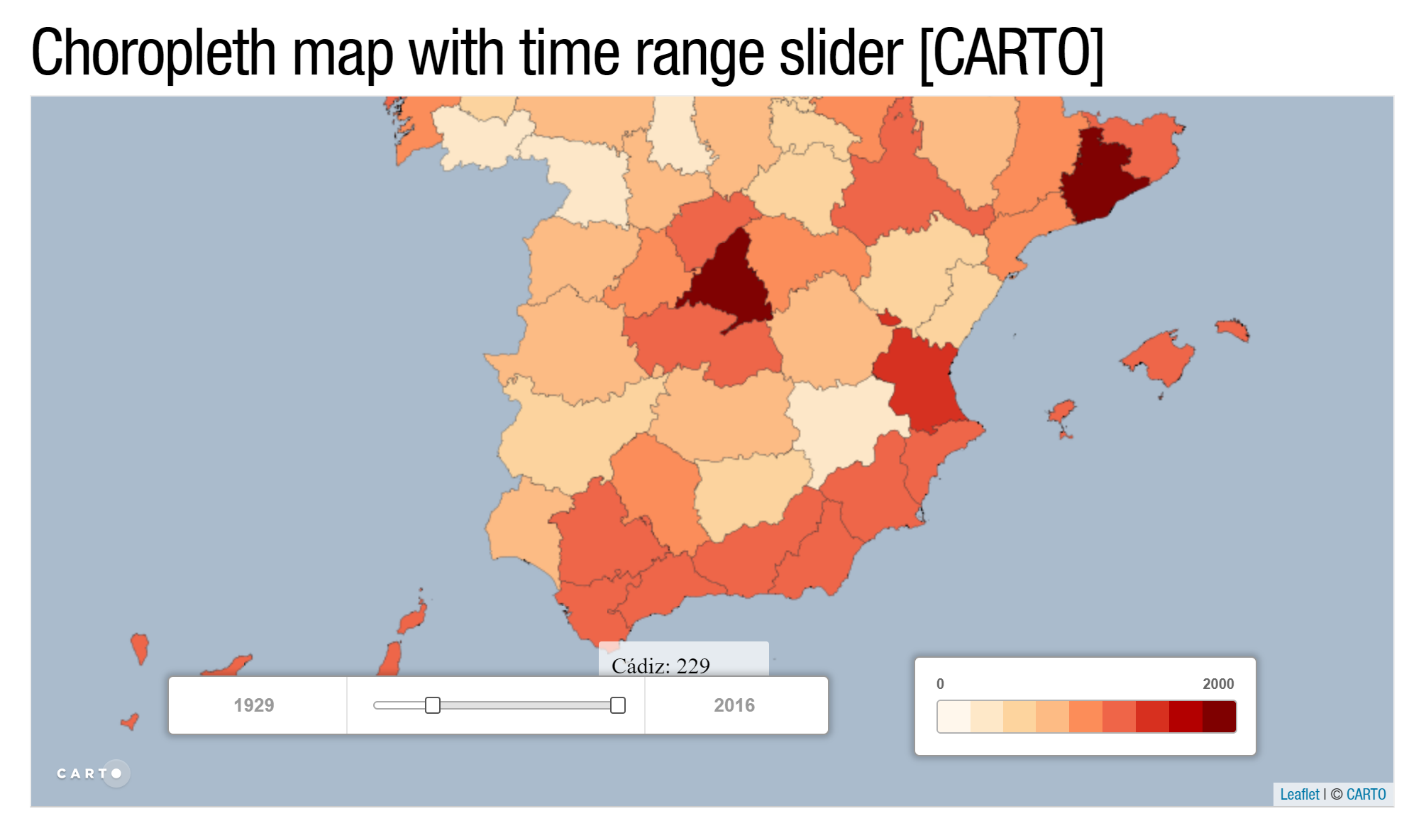 Choropleth map with time range slider [CARTO]
Cádiz: 229
1929
2016
0
2000
CARTO
Leaflet | © CARTO